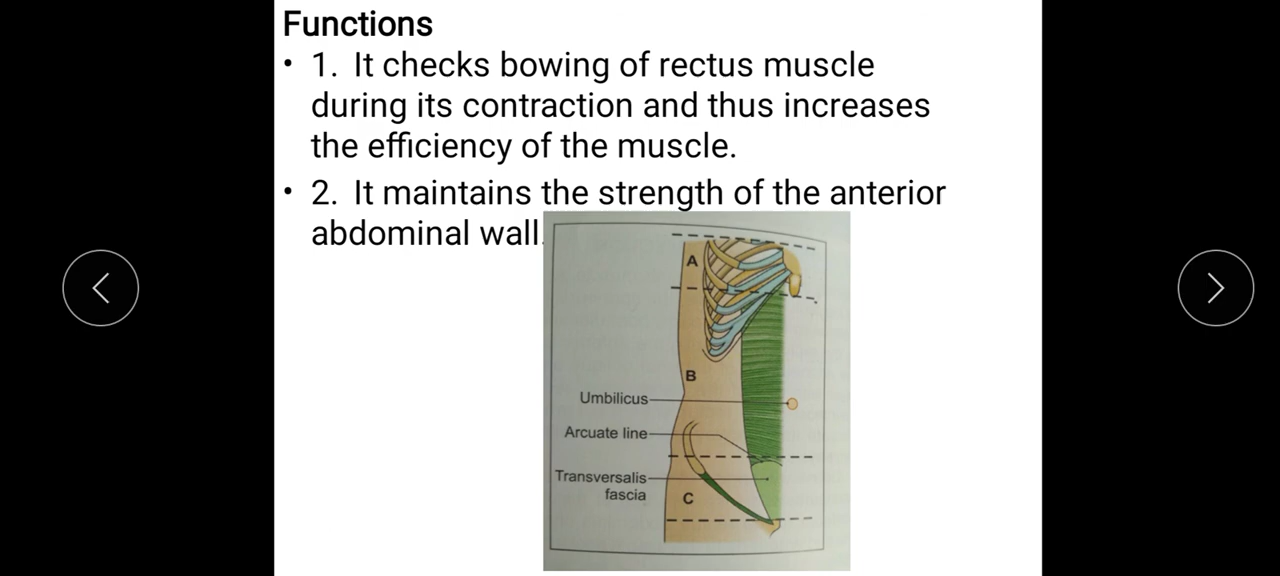 Functions
• 1. It checks bowing of rectus muscle
during its contraction and thus increases
the efficiency of the muscle.
• 2. It maintains the strength of the anterior
abdominal wall.
A
B
Umbilicus
Arcuate line
Transversalis
fascia
C